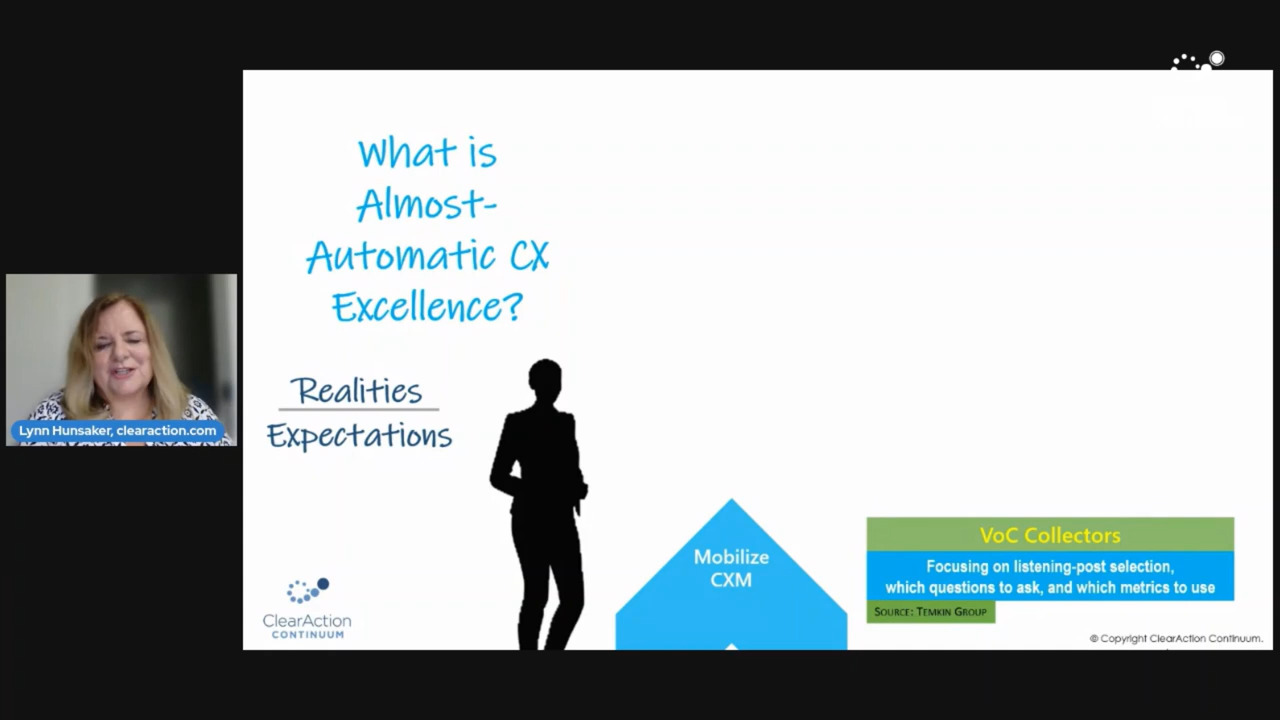 What is
Almost-
Automatic CX
Excellence?
Realities
Expectations
Lynn Hunsaker, clearaction.com
Mobilize
CXM
VoC Collectors
Focusing on listening-post selection,
which questions to ask, and which metrics to use
SOURCE: TEMKIN GROUP
ClearAction
CONTINUUM
© Copyright ClearAction Continuum.